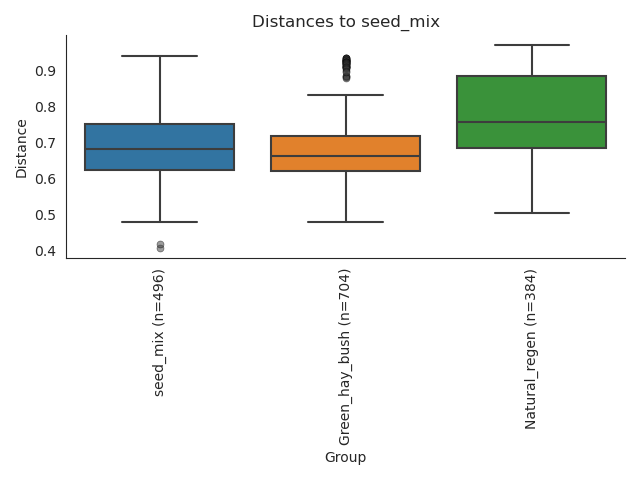 Distances to seed_mix
Distance
0.9
0.8
0.7
0.6
0.5
0.4
seed_mix (n=496)
Green_hay_bush (n=704)
Natural_regen (n=384)
Group